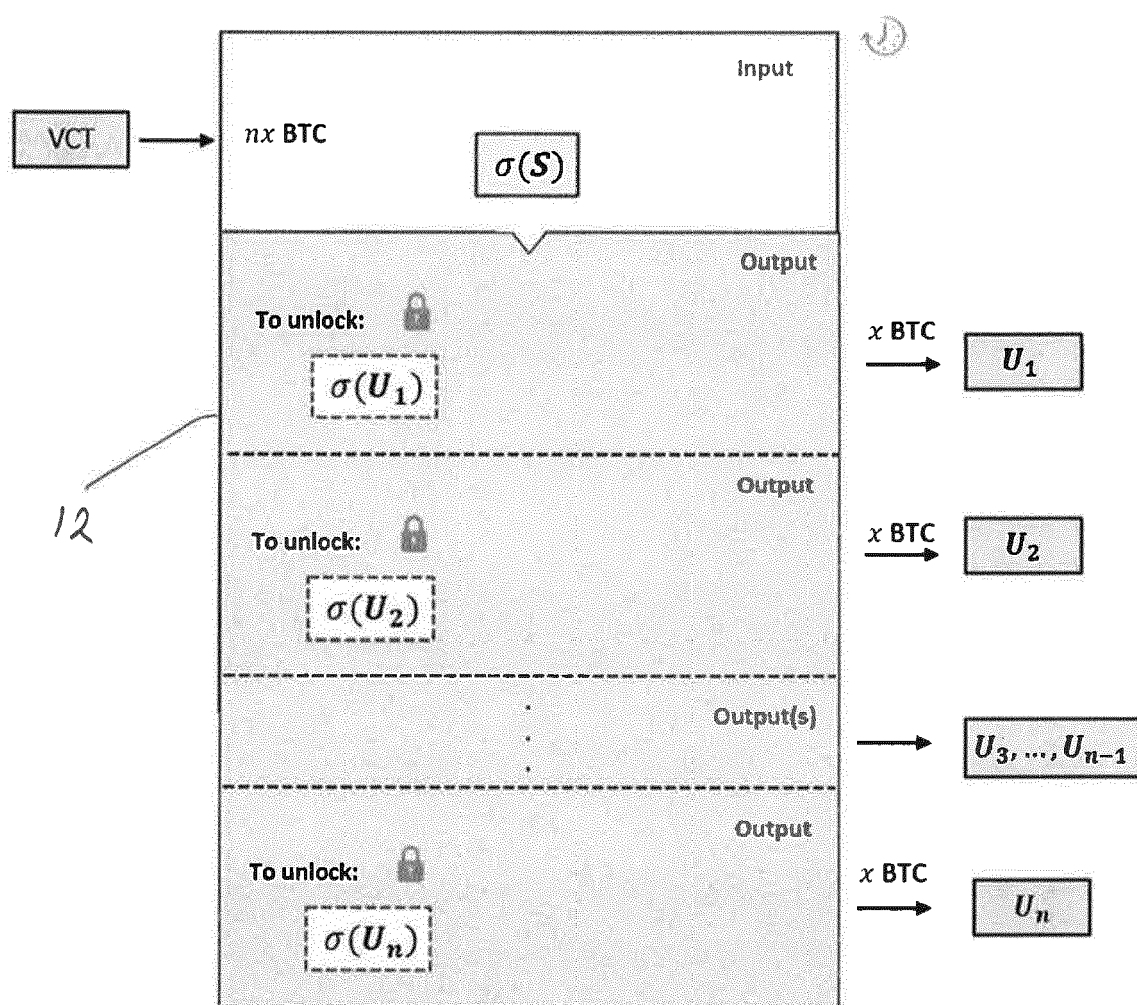 Input
VCT
nx BTC
σ(S)
Output
To unlock:
σ(U₁)
x BTC
U₁
12
Output
To unlock:
σ(U₂)
x BTC
U₂
Output(s)
U₃, ..., Uₙ₋₁
Output
To unlock:
σ(Uₙ)
x BTC
Uₙ